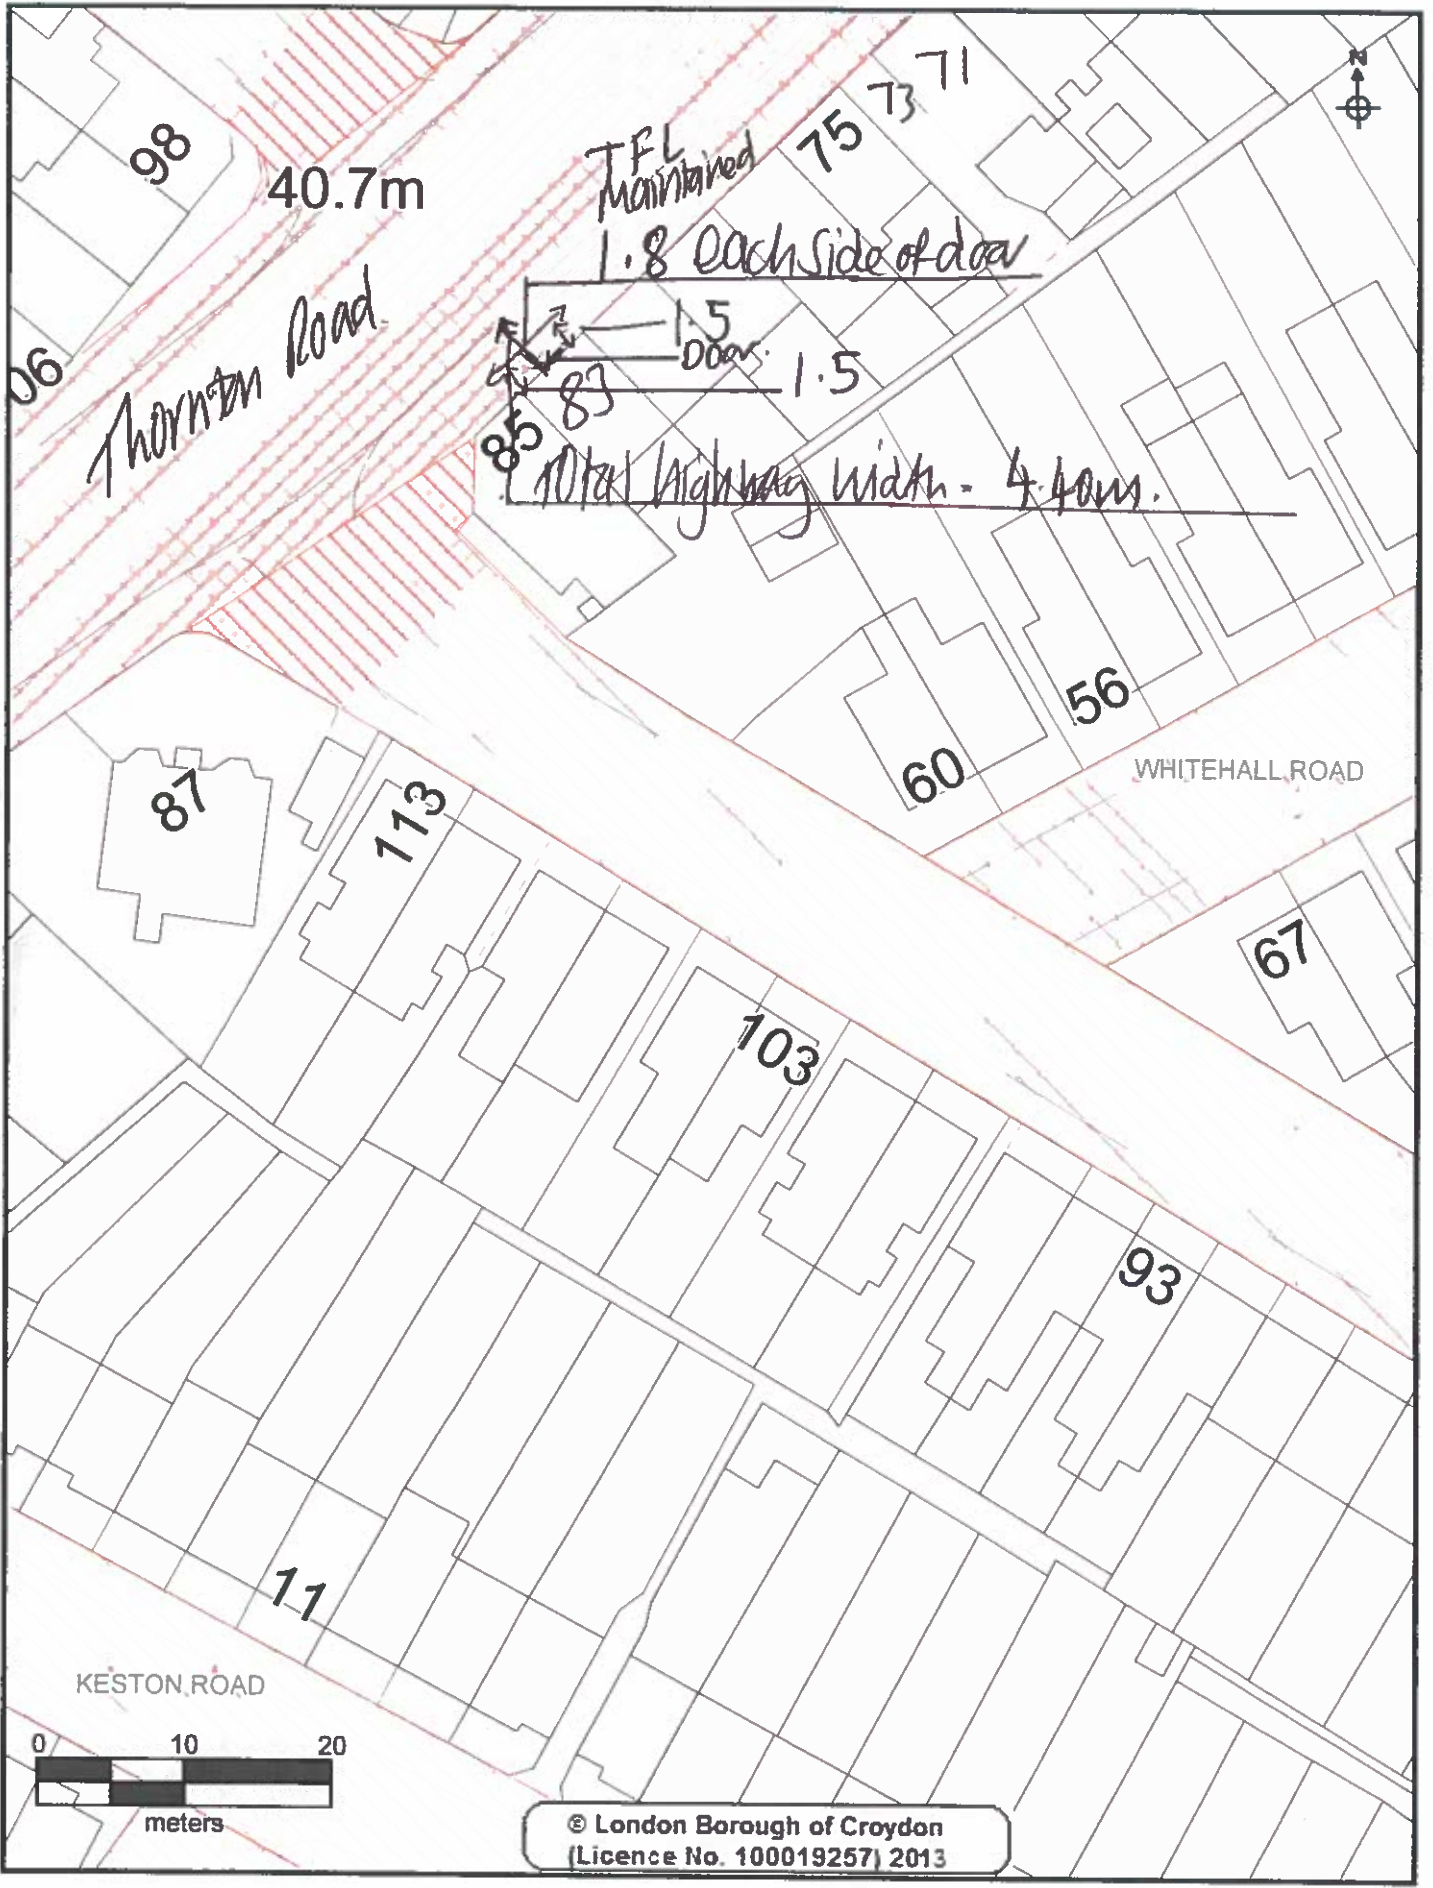 71
73
N
75
TFL
Maintained
98
40.7m
1.8 each side of door
Thornton Road
1.5
Door.
1.5
06
83
85
Total highway width - 4.40m.
56
60
WHITEHALL ROAD
87
113
67
103
93
11
KESTON ROAD
0 10 20
meters
© London Borough of Croydon
(Licence No. 100019257) 2013